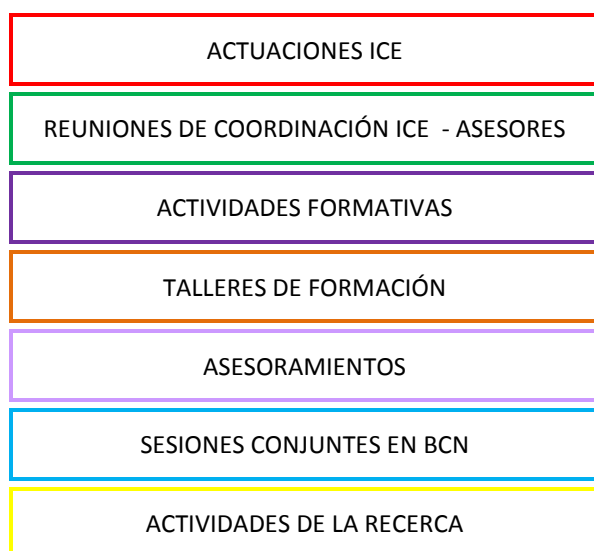 ACTUACIONES ICE
REUNIONES DE COORDINACIÓN ICE - ASESORES
ACTIVIDADES FORMATIVAS
TALLERES DE FORMACIÓN
ASESORAMIENTOS
SESIONES CONJUNTES EN BCN
ACTIVIDADES DE LA RECERCA